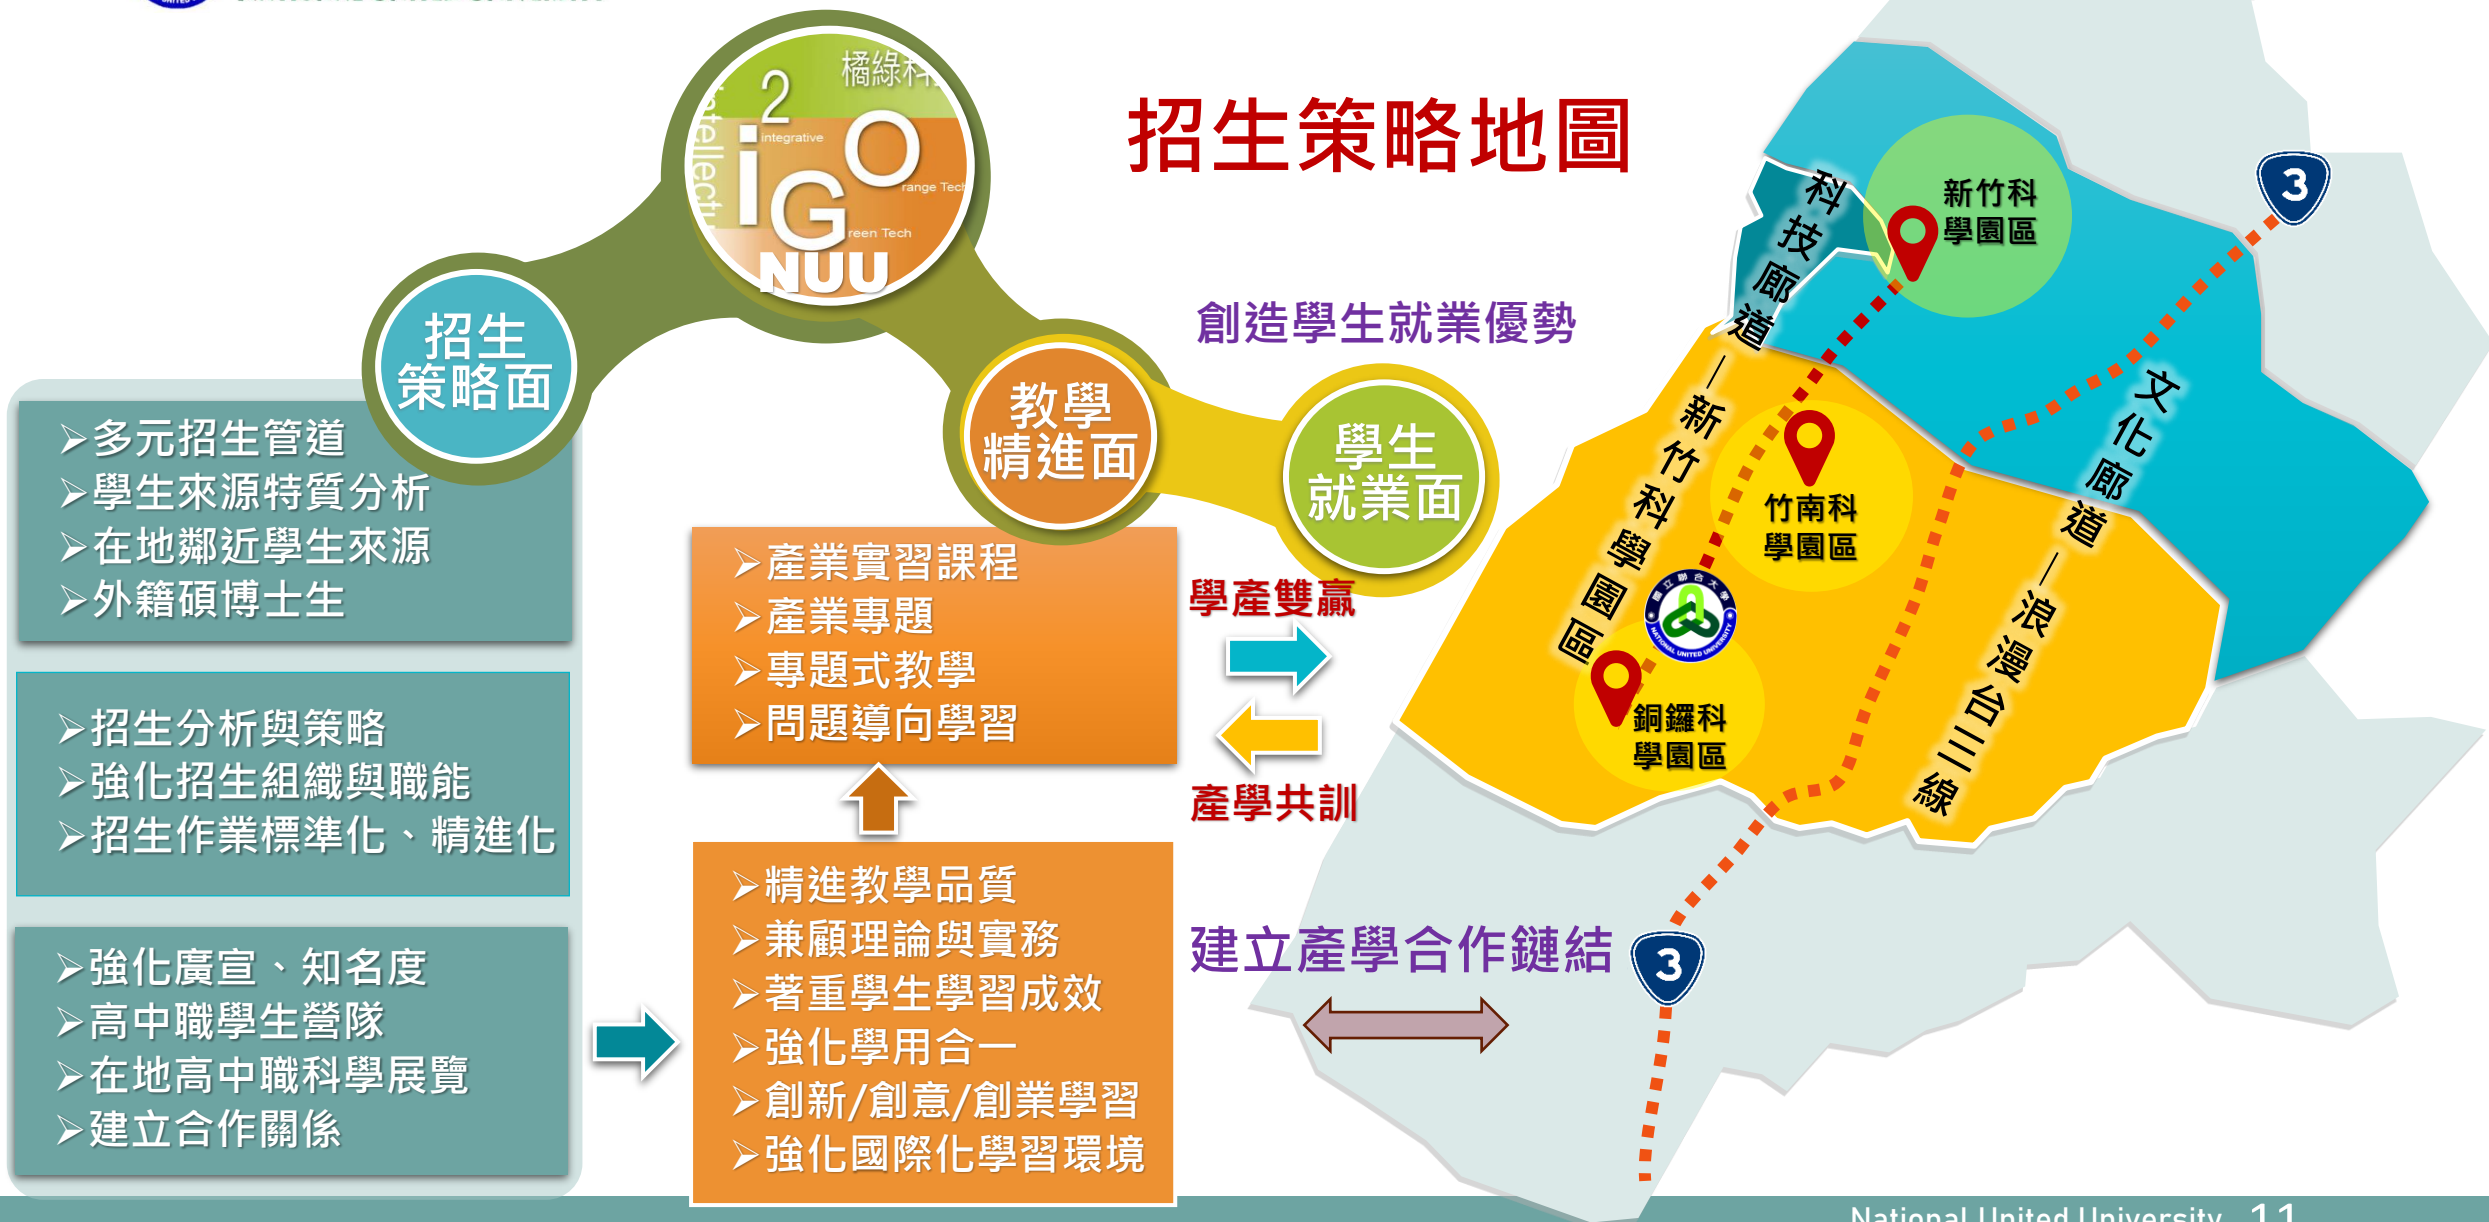 招生策略地圖
橘綠科
2
integrative
i
G
O
range Tech
reen Tech
NUU
招生
策略面
多元招生管道
學生來源特質分析
在地鄰近學生來源
外籍碩博士生
招生分析與策略
強化招生組織與職能
招生作業標準化、精進化
強化廣宣、知名度
高中職學生營隊
在地高中職科學展覽
建立合作關係
教學
精進面
產業實習課程
產業專題
專題式教學
問題導向學習
精進教學品質
兼顧理論與實務
著重學生學習成效
強化學用合一
創新/創意/創業學習
強化國際化學習環境
創造學生就業優勢
學生
就業面
學產雙贏
產學共訓
建立產學合作鏈結
科技廊道—新竹科學園區
文化廊道—浪漫台三線
新竹科
學園區
竹南科
學園區
銅鑼科
學園區
國立聯合大學
NATIONAL UNITED UNIVERSITY
3
3
National United University
11